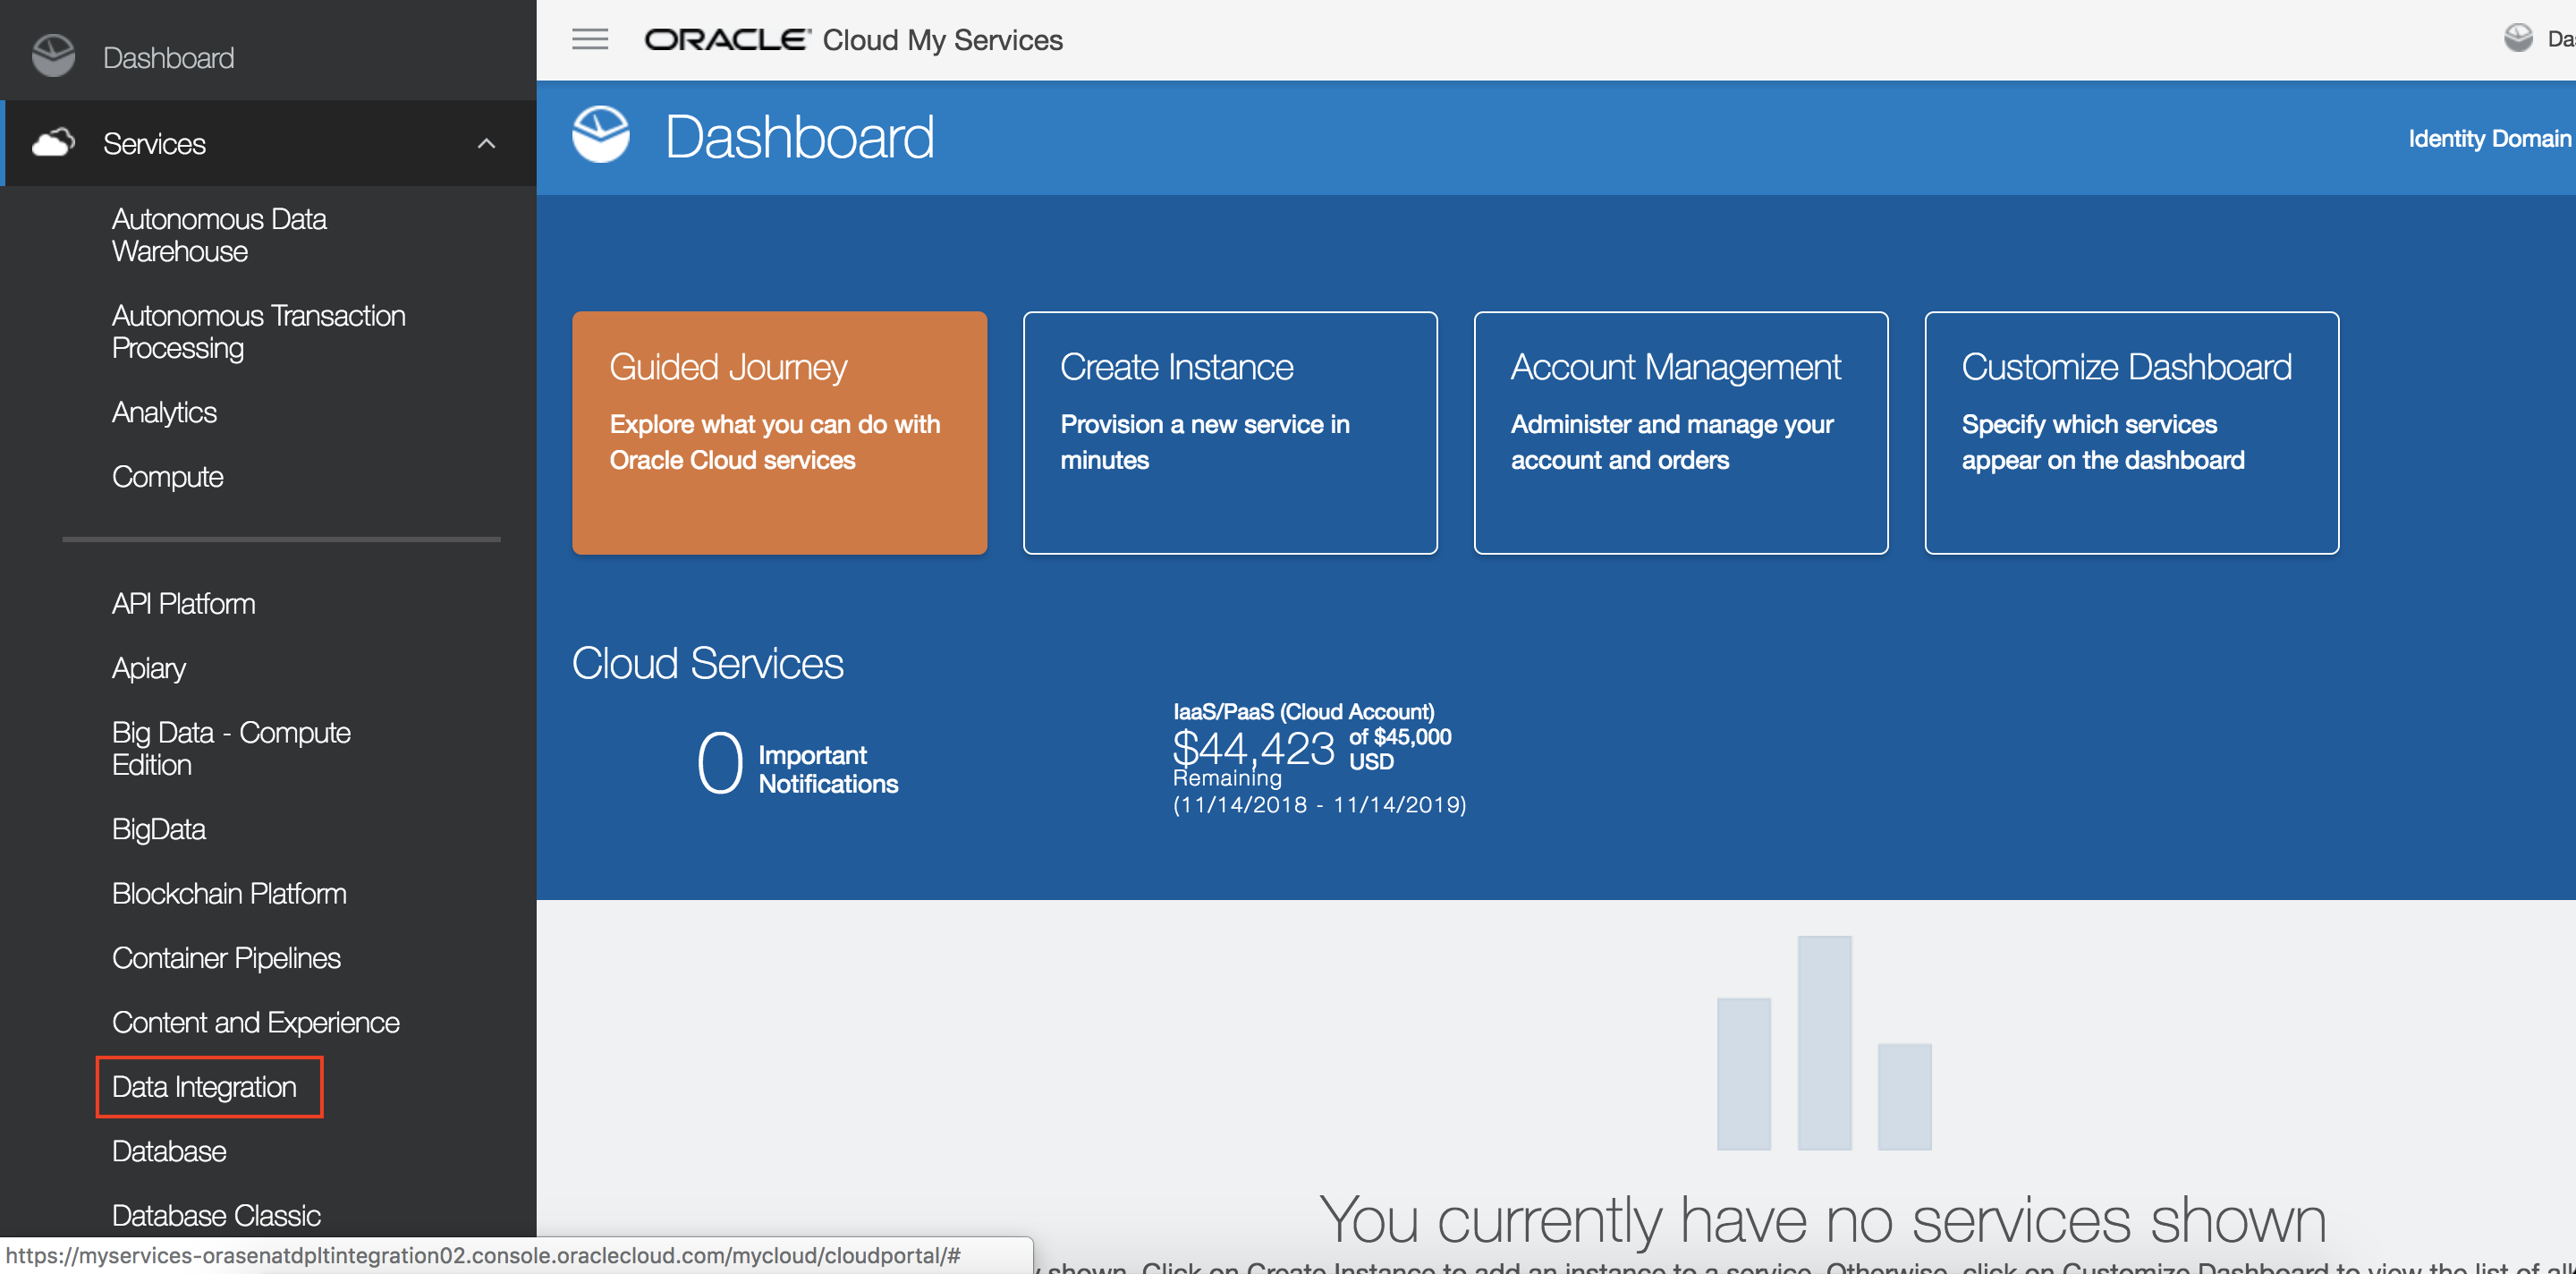 Dashboard
Services
Autonomous Data
Warehouse
Autonomous Transaction
Processing
Analytics
Compute
API Platform
Apiary
Big Data - Compute
Edition
BigData
Blockchain Platform
Container Pipelines
Content and Experience
Data Integration
Database
Database Classic
https://myservices-orasenatdpltintegration02.console.oraclecloud.com/mycloud/cloudportal/#
ORACLE Cloud My Services
Da
Dashboard
Identity Domain
Guided Journey
Explore what you can do with
Oracle Cloud services
Create Instance
Provision a new service in
minutes
Account Management
Administer and manage your
account and orders
Customize Dashboard
Specify which services
appear on the dashboard
Cloud Services
0 Important
Notifications
IaaS/PaaS (Cloud Account)
$44,423 of $45,000
USD
Remaining
(11/14/2018 - 11/14/2019)
You currently have no services shown
shown. Click on Create Instance to add an instance to a service. Otherwise, click on Customize Dashboard to view the list of all